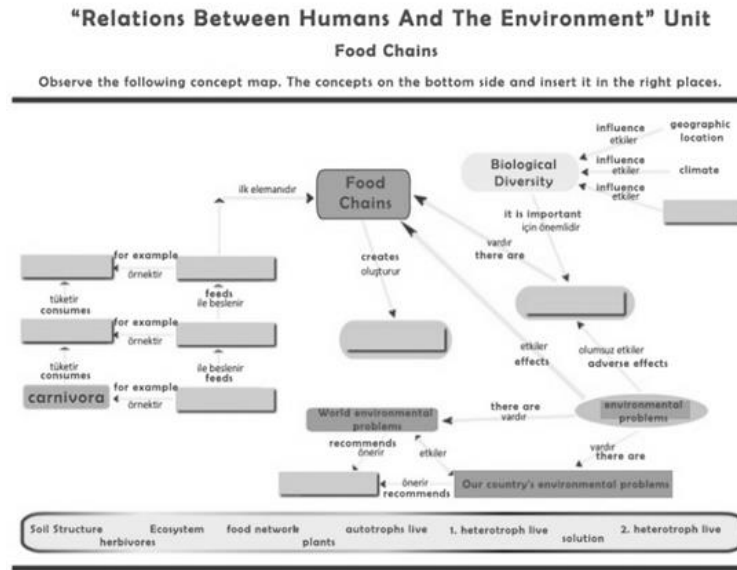 "Relations Between Humans And The Environment" Unit
Food Chains
Observe the following concept map. The concepts on the bottom side and insert it in the right places.
influence
etkiler
geographic
location
Biological
Diversity
influence
etkiler
climate
influence
etkiler
ilk elemanıdır
Food
Chains
it is important
için önemlidir
vardır
there are
creates
oluşturur
for example
örnektir
feeds
ile beslenir
tüketir
consumes
for example
örnektir
etkiler
effects
olumsuz etkiler
adverse effects
tüketir
consumes
ile beslenir
feeds
carnivora
for example
örnektir
World environmental
problems
there are
vardır
environmental
problems
recommends
önerir
etkiler
vardır
there are
önerir
recommends
Our country's environmental problems
Soil Structure Ecosystem food network autotrophs live 1. heterotroph live 2. heterotroph live
herbivores plants solution